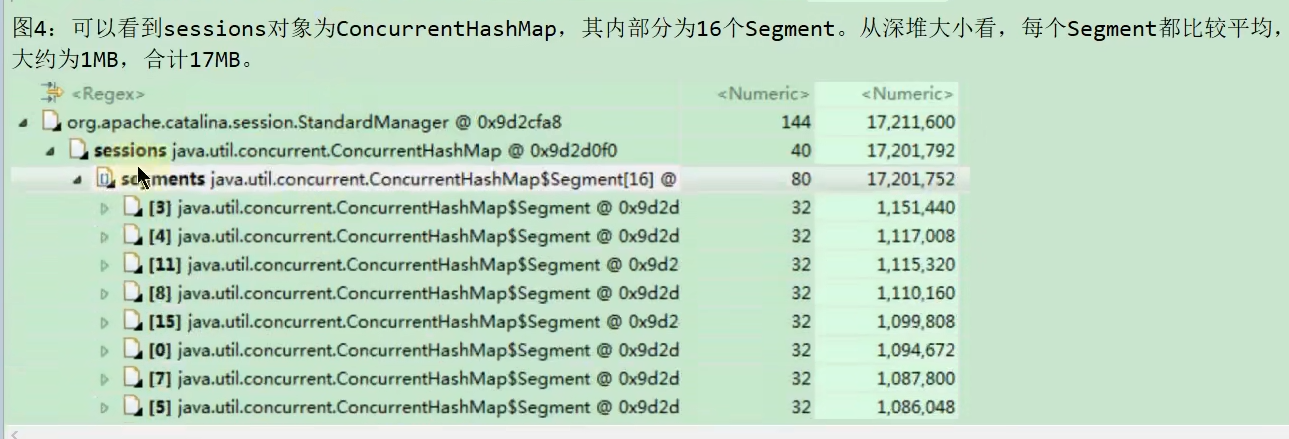 图4：可以看到sessions对象为ConcurrentHashMap，其内部分为16个Segment。从深堆大小看，每个Segment都比较平均，
大约为1MB，合计17MB。
<Regex> <Numeric> <Numeric>
org.apache.catalina.session.StandardManager @ 0x9d2cfa8 144 17,211,600
sessions java.util.concurrent.ConcurrentHashMap @ 0x9d2d0f0 40 17,201,792
segments java.util.concurrent.ConcurrentHashMap$Segment[16] @ 80 17,201,752
[3] java.util.concurrent.ConcurrentHashMap$Segment @ 0x9d2d 32 1,151,440
[4] java.util.concurrent.ConcurrentHashMap$Segment @ 0x9d2d 32 1,117,008
[11] java.util.concurrent.ConcurrentHashMap$Segment @ 0x9d2 32 1,115,320
[8] java.util.concurrent.ConcurrentHashMap$Segment @ 0x9d2d 32 1,110,160
[15] java.util.concurrent.ConcurrentHashMap$Segment @ 0x9d2 32 1,099,808
[0] java.util.concurrent.ConcurrentHashMap$Segment @ 0x9d2d 32 1,094,672
[7] java.util.concurrent.ConcurrentHashMap$Segment @ 0x9d2d 32 1,087,800
[5] java.util.concurrent.ConcurrentHashMap$Segment @ 0x9d2d 32 1,086,048